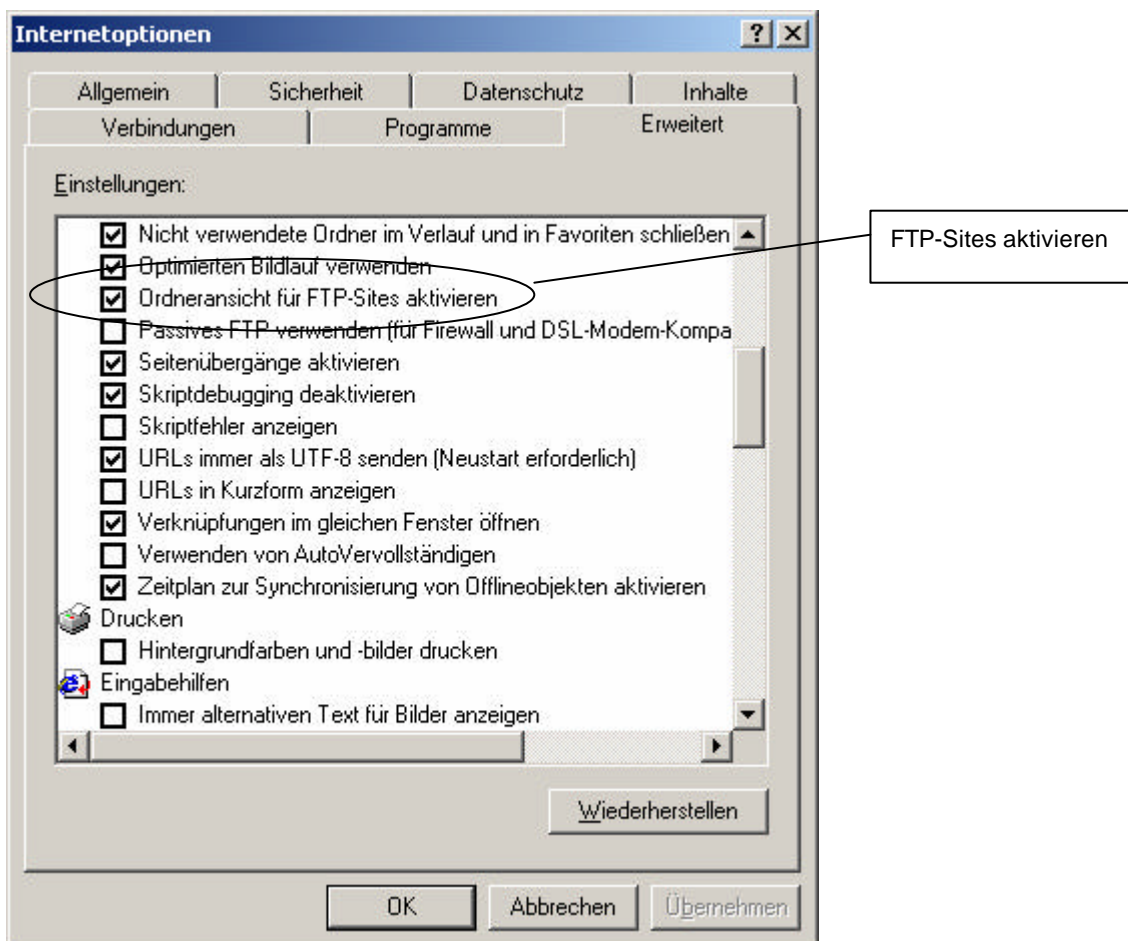 Internetoptionen
Allgemein Sicherheit Datenschutz Inhalte
Verbindungen Programme Erweitert
Einstellungen:
Nicht verwendete Ordner im Verlauf und in Favoriten schließen
Optimierten Bildlauf verwenden
Ordneransicht für FTP-Sites aktivieren
Passives FTP verwenden (für Firewall und DSL-Modem-Kompa
Seitenübergänge aktivieren
Skriptdebugging deaktivieren
Skriptfehler anzeigen
URLs immer als UTF-8 senden (Neustart erforderlich)
URLs in Kurzform anzeigen
Verknüpfungen im gleichen Fenster öffnen
Verwenden von AutoVervollständigen
Zeitplan zur Synchronisierung von Offlineobjekten aktivieren
Drucken
Hintergrundfarben und -bilder drucken
Eingabehilfen
Immer alternativen Text für Bilder anzeigen
Wiederherstellen
OK Abbrechen Übernehmen
FTP-Sites aktivieren